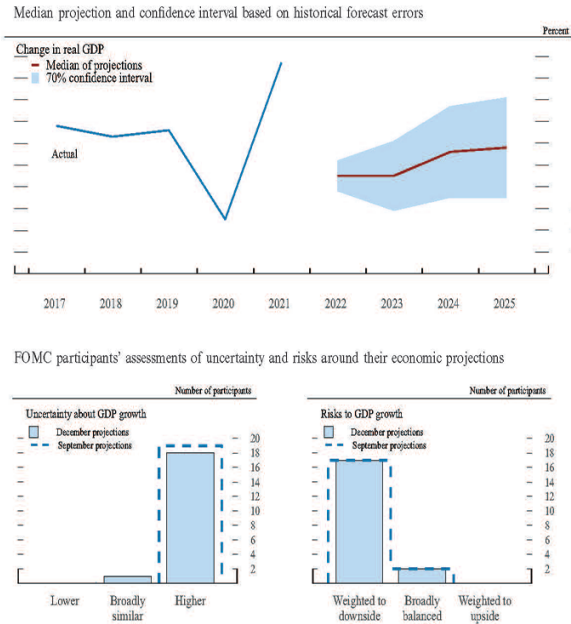 Median projection and confidence interval based on historical forecast errors
Percent
Change in real GDP
Median of projections
70% confidence interval
Actual
2017 2018 2019 2020 2021 2022 2023 2024 2025
FOMC participants' assessments of uncertainty and risks around their economic projections
Number of participants
Uncertainty about GDP growth
December projections
September projections
20
18
16
14
12
10
8
6
4
2
Lower Broadly similar Higher
Number of participants
Risks to GDP growth
December projections
September projections
20
18
16
14
12
10
8
6
4
2
Weighted to downside Broadly balanced Weighted to upside